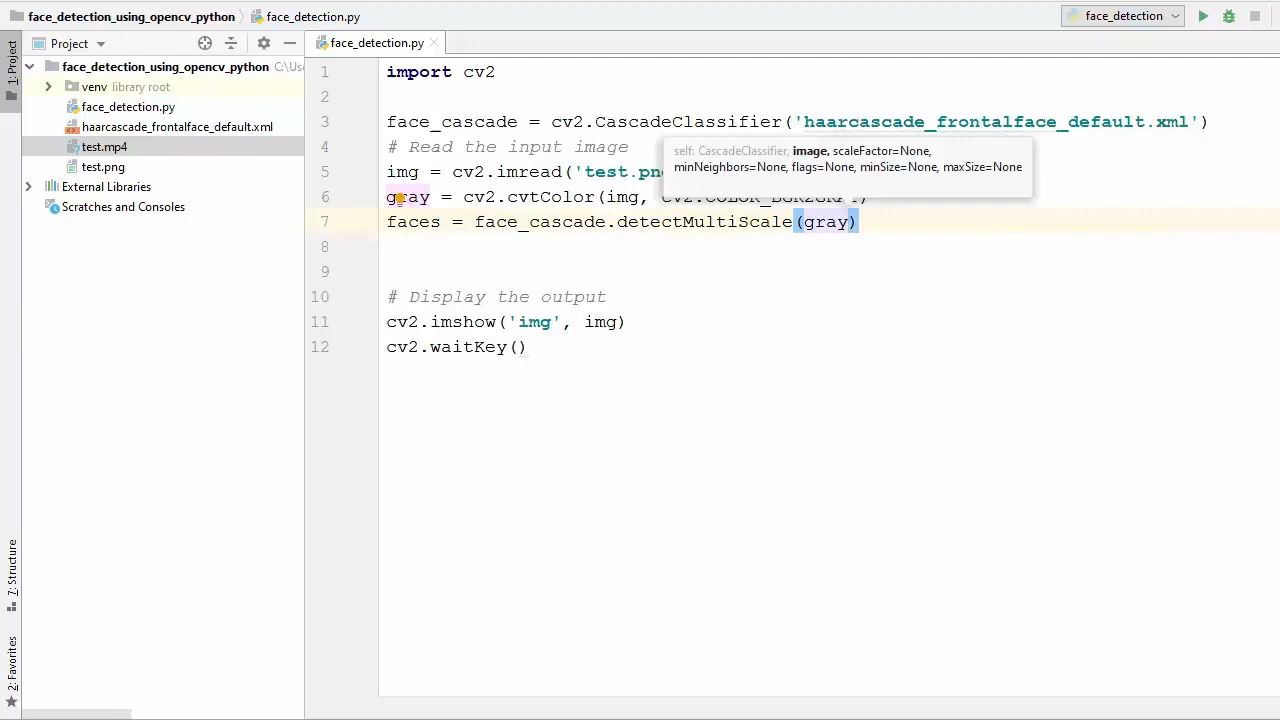 face_detection_using_opencv_python
face_detection.py
face_detection
Project
face_detection.py
1: Project
face_detection_using_opencv_python C:\Use
venv library root
face_detection.py
haarcascade_frontalface_default.xml
test.mp4
test.png
External Libraries
Scratches and Consoles
1 import cv2
2
3 face_cascade = cv2.CascadeClassifier('haarcascade_frontalface_default.xml')
4 # Read the input image
self: CascadeClassifier, image, scaleFactor=None,
minNeighbors=None, flags=None, minSize=None, maxSize=None
5 img = cv2.imread('test.png
6 gray = cv2.cvtColor(img, cv2.COLOR_BGR2GRAY)
7 faces = face_cascade.detectMultiScale(gray)
8
9
10 # Display the output
11 cv2.imshow('img', img)
12 cv2.waitKey()
7: Structure
2: Favorites